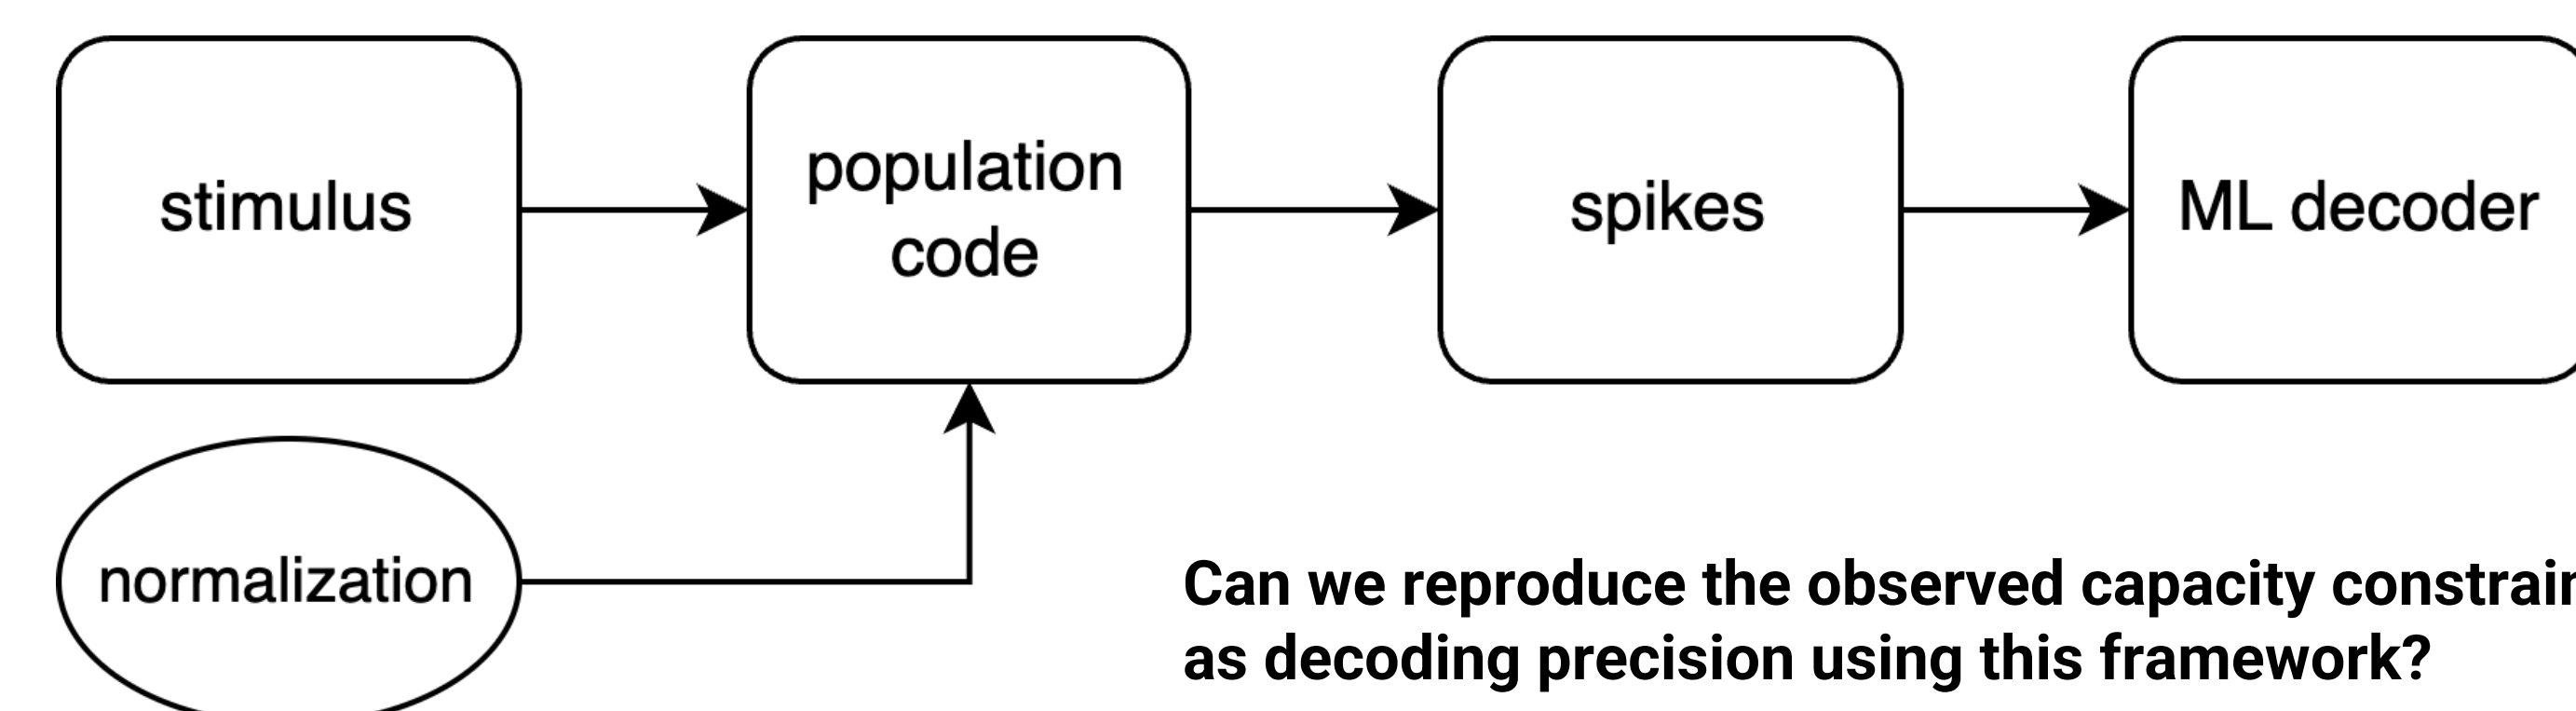 stimulus
population
code
spikes
ML decoder
normalization
Can we reproduce the observed capacity
as decoding precision using this framework?